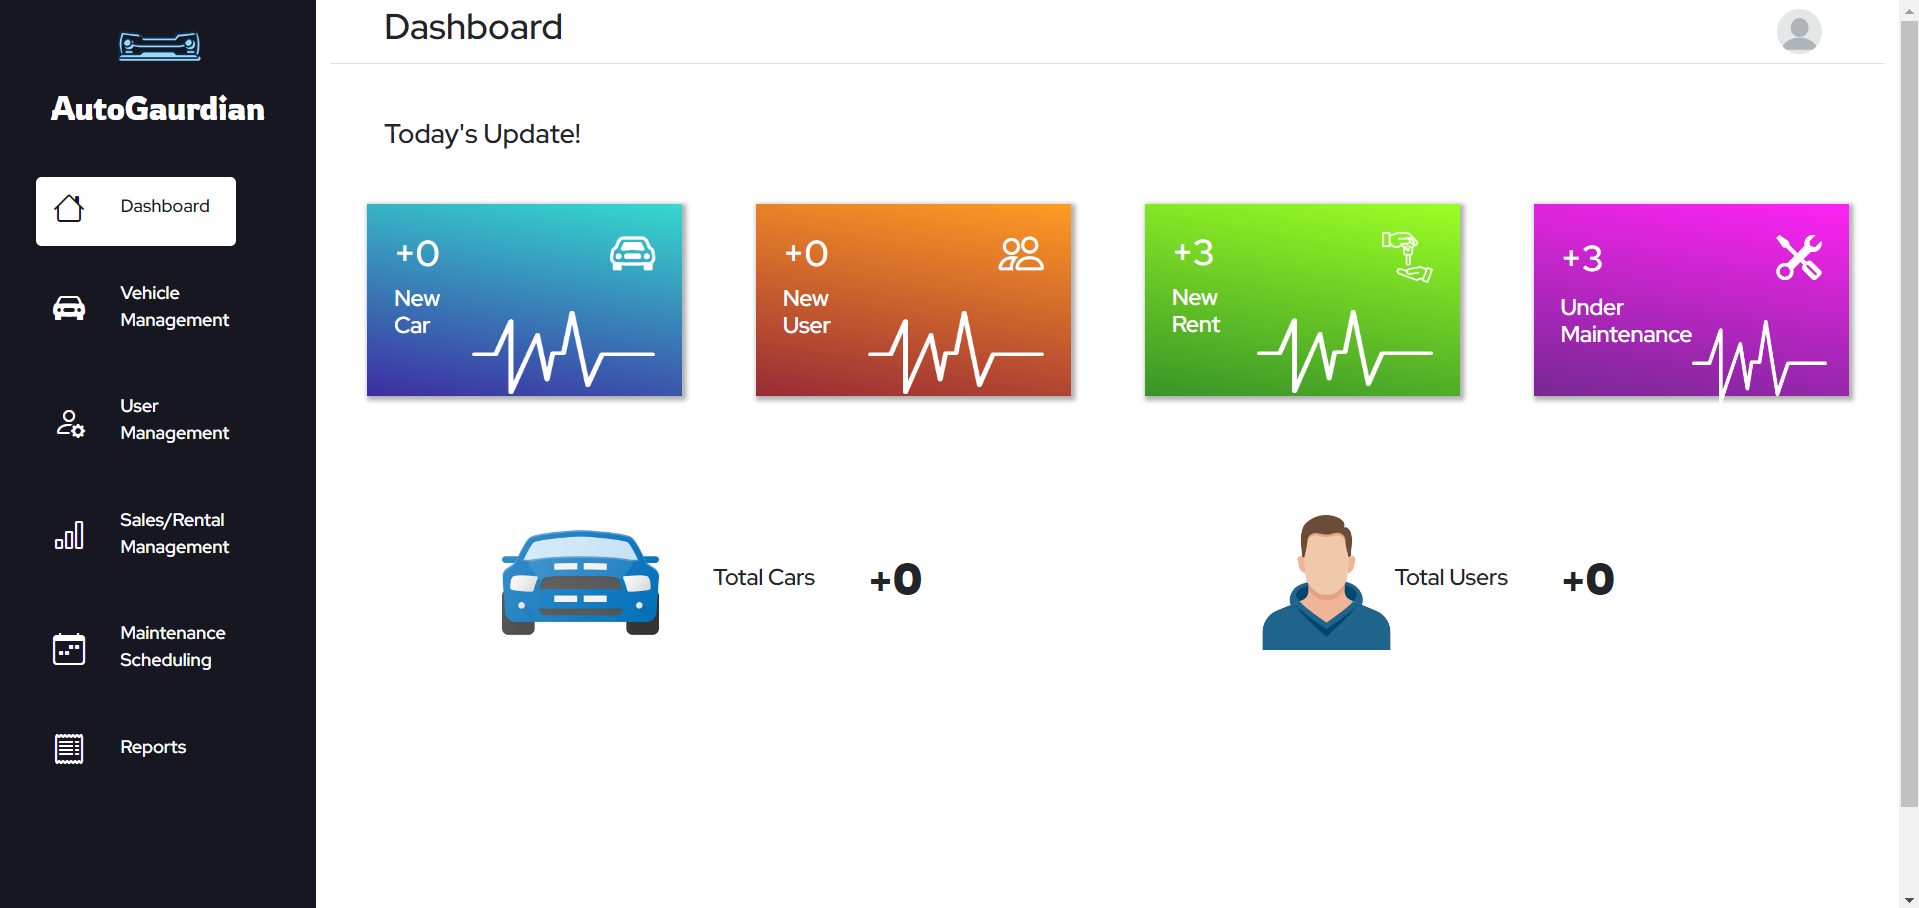 AutoGaurdian
Dashboard
Vehicle
Management
User
Management
Sales/Rental
Management
Maintenance
Scheduling
Reports
Dashboard
Today's Update!
+0
New
Car
+0
New
User
+3
New
Rent
+3
Under
Maintenance
Total Cars +0
Total Users +0